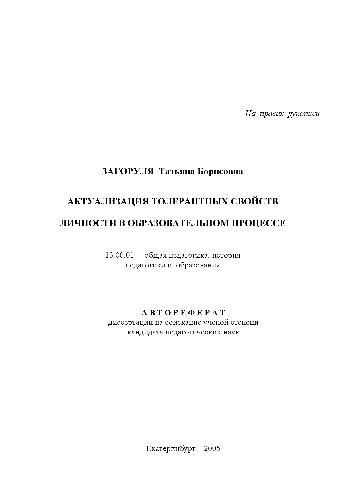 На правах рукописи
ЗАГОРУЛЯ Татьяна Борисовна
АКТУАЛИЗАЦИЯ ТОЛЕРАНТНЫХ СВОЙСТВ
ЛИЧНОСТИ В ОБРАЗОВАТЕЛЬНОМ ПРОЦЕССЕ
13.00.01 – общая педагогика, история
педагогики и образования
А В Т О Р Е Ф Е Р А Т
диссертации на соискание ученой степени
кандидата педагогических наук
Екатеринбург – 2005